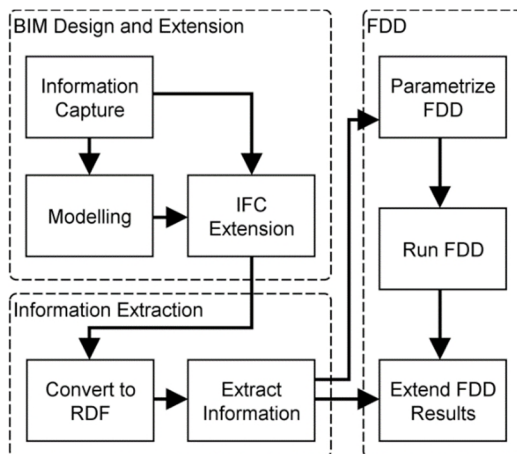 BIM Design and Extension
Information
Capture
Modelling
IFC
Extension
Information Extraction
Convert to
RDF
Extract
Information
FDD
Parametrize
FDD
Run FDD
Extend FDD
Results